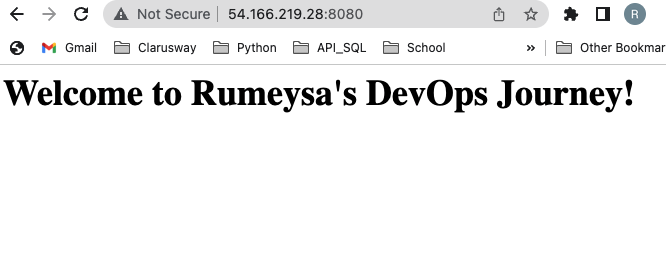 Not Secure 54.166.219.28:8080
R
Gmail Clarusway Python API_SQL School » Other Bookmar
Welcome to Rumeysa's DevOps Journey!